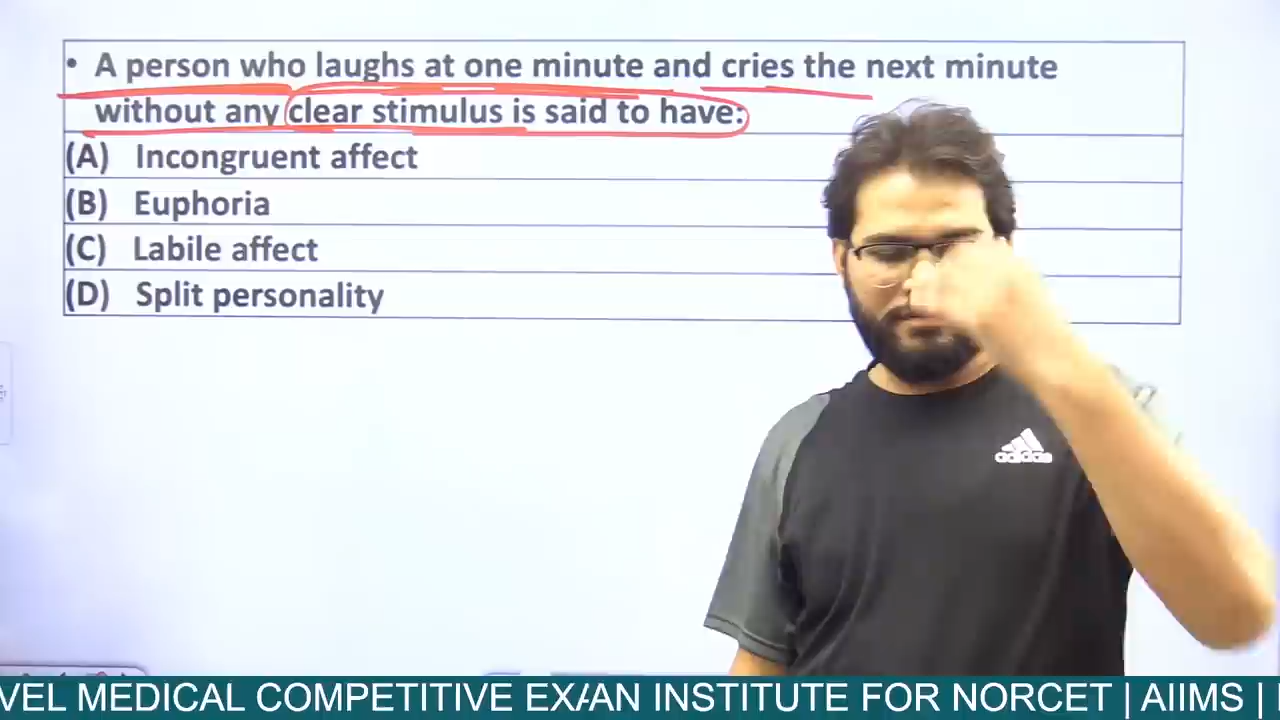 • A person who laughs at one minute and cries the next minute
without any clear stimulus is said to have:
(A) Incongruent affect
(B) Euphoria
(C) Labile affect
(D) Split personality
adidas
VEL MEDICAL COMPETITIVE EXAN INSTITUTE FOR NORCET | AIIMS |